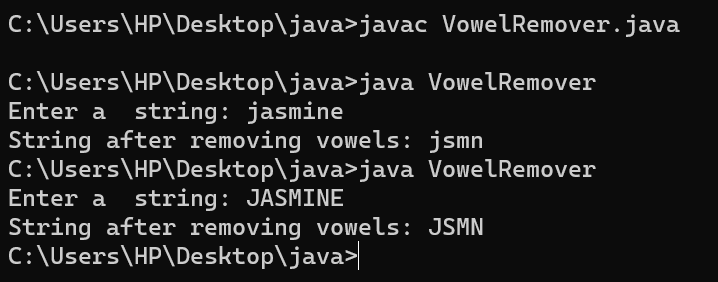 C:\Users\HP\Desktop\java>javac VowelRemover.java
C:\Users\HP\Desktop\java>java VowelRemover
Enter a  string: jasmine
String after removing vowels: jsmn
C:\Users\HP\Desktop\java>java VowelRemover
Enter a  string: JASMINE
String after removing vowels: JSMN
C:\Users\HP\Desktop\java>